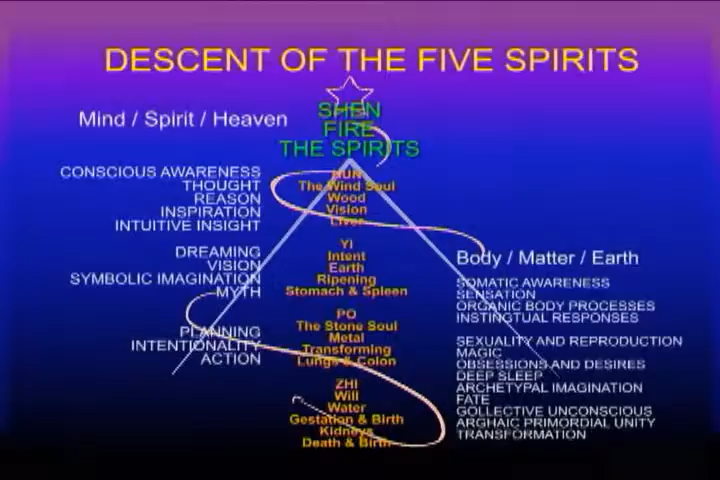 DESCENT OF THE FIVE SPIRITS
Mind / Spirit / Heaven
SHEN
FIRE
THE SPIRITS
CONSCIOUS AWARENESS
THOUGHT
REASON
INSPIRATION
INTUITIVE INSIGHT
DREAMING
VISION
SYMBOLIC IMAGINATION
MYTH
PLANNING
INTENTIONALITY
ACTION
HUN
The Wind Soul
Wood
Vision
Liver
YI
Intent
Earth
Ripening
Stomach & Spleen
PO
The Stone Soul
Metal
Transforming
Lungs & Colon
ZHI
Will
Water
Gestation & Birth
Kidneys
Death & Birth
Body / Matter / Earth
SOMATIC AWARENESS
SENSATION
ORGANIC BODY PROCESSES
INSTINGTUAL RESPONSES
SEXUALITY AND REPRODUCTION
MAGIC
OBSESSIONS AND DESIRES
DEEP SLEEP
ARCHETYPAL IMAGINATION
FATE
GOLLECTIVE UNCONSCIOUS
ARGHAIC PRIMORDIAL UNITY
TRANSFORMATION